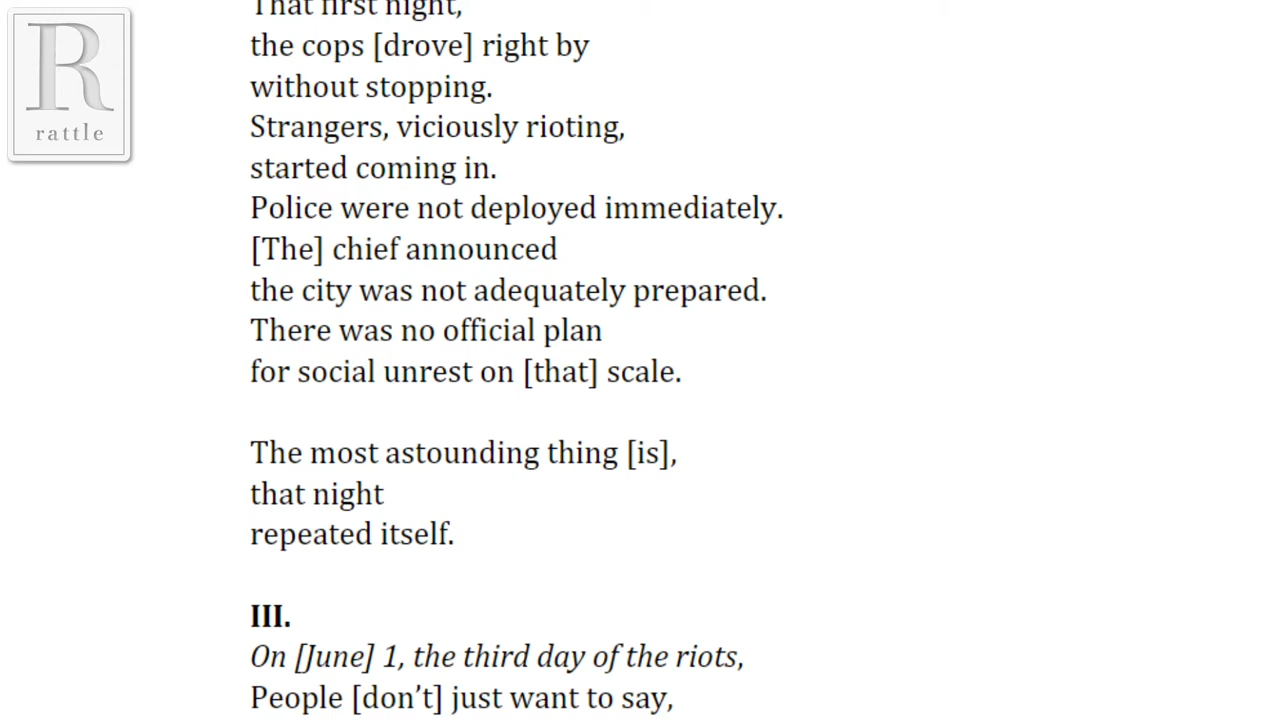 R
rattle
That first night,
the cops [drove] right by
without stopping.
Strangers, viciously rioting,
started coming in.
Police were not deployed immediately.
[The] chief announced
the city was not adequately prepared.
There was no official plan
for social unrest on [that] scale.
The most astounding thing [is],
that night
repeated itself.
III.
On [June] 1, the third day of the riots,
People [don’t] just want to say,